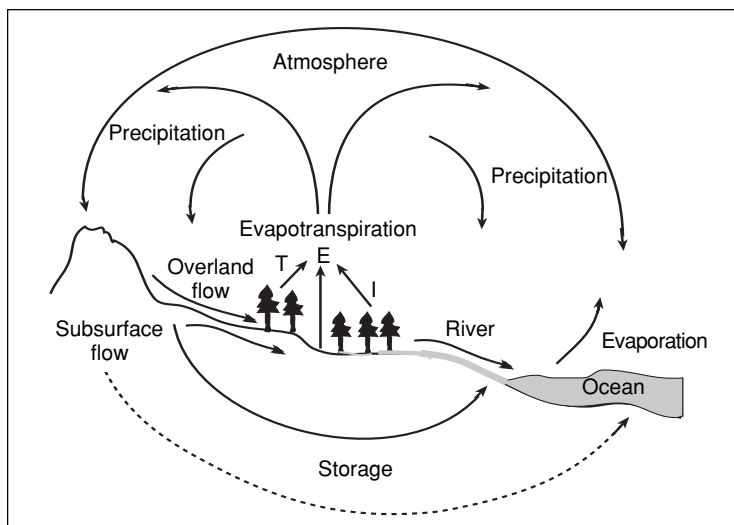 Atmosphere
Precipitation
Precipitation
Evapotranspiration
T
E
I
Overland
flow
Subsurface
flow
River
Evaporation
Ocean
Storage